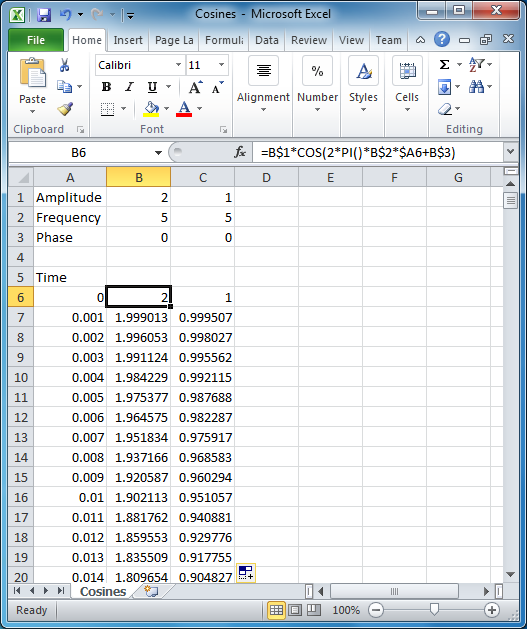 Cosines - Microsoft Excel
File Home Insert Page La Formul Data Review View Team
Calibri 11 Σ
Paste B I U A A % Alignment Number Styles Cells
A
Clipboard Font Editing
B6 fx =B$1*COS(2*PI()*B$2*$A6+B$3)
A B C D E F G
1 Amplitude 2 1
2 Frequency 5 5
3 Phase 0 0
4
5 Time
6 0 2 1
7 0.001 1.999013 0.999507
8 0.002 1.996053 0.998027
9 0.003 1.991124 0.995562
10 0.004 1.984229 0.992115
11 0.005 1.975377 0.987688
12 0.006 1.964575 0.982287
13 0.007 1.951834 0.975917
14 0.008 1.937166 0.968583
15 0.009 1.920587 0.960294
16 0.01 1.902113 0.951057
17 0.011 1.881762 0.940881
18 0.012 1.859553 0.929776
19 0.013 1.835509 0.917755
20 0.014 1.809654 0.904827
Cosines
Ready 100%